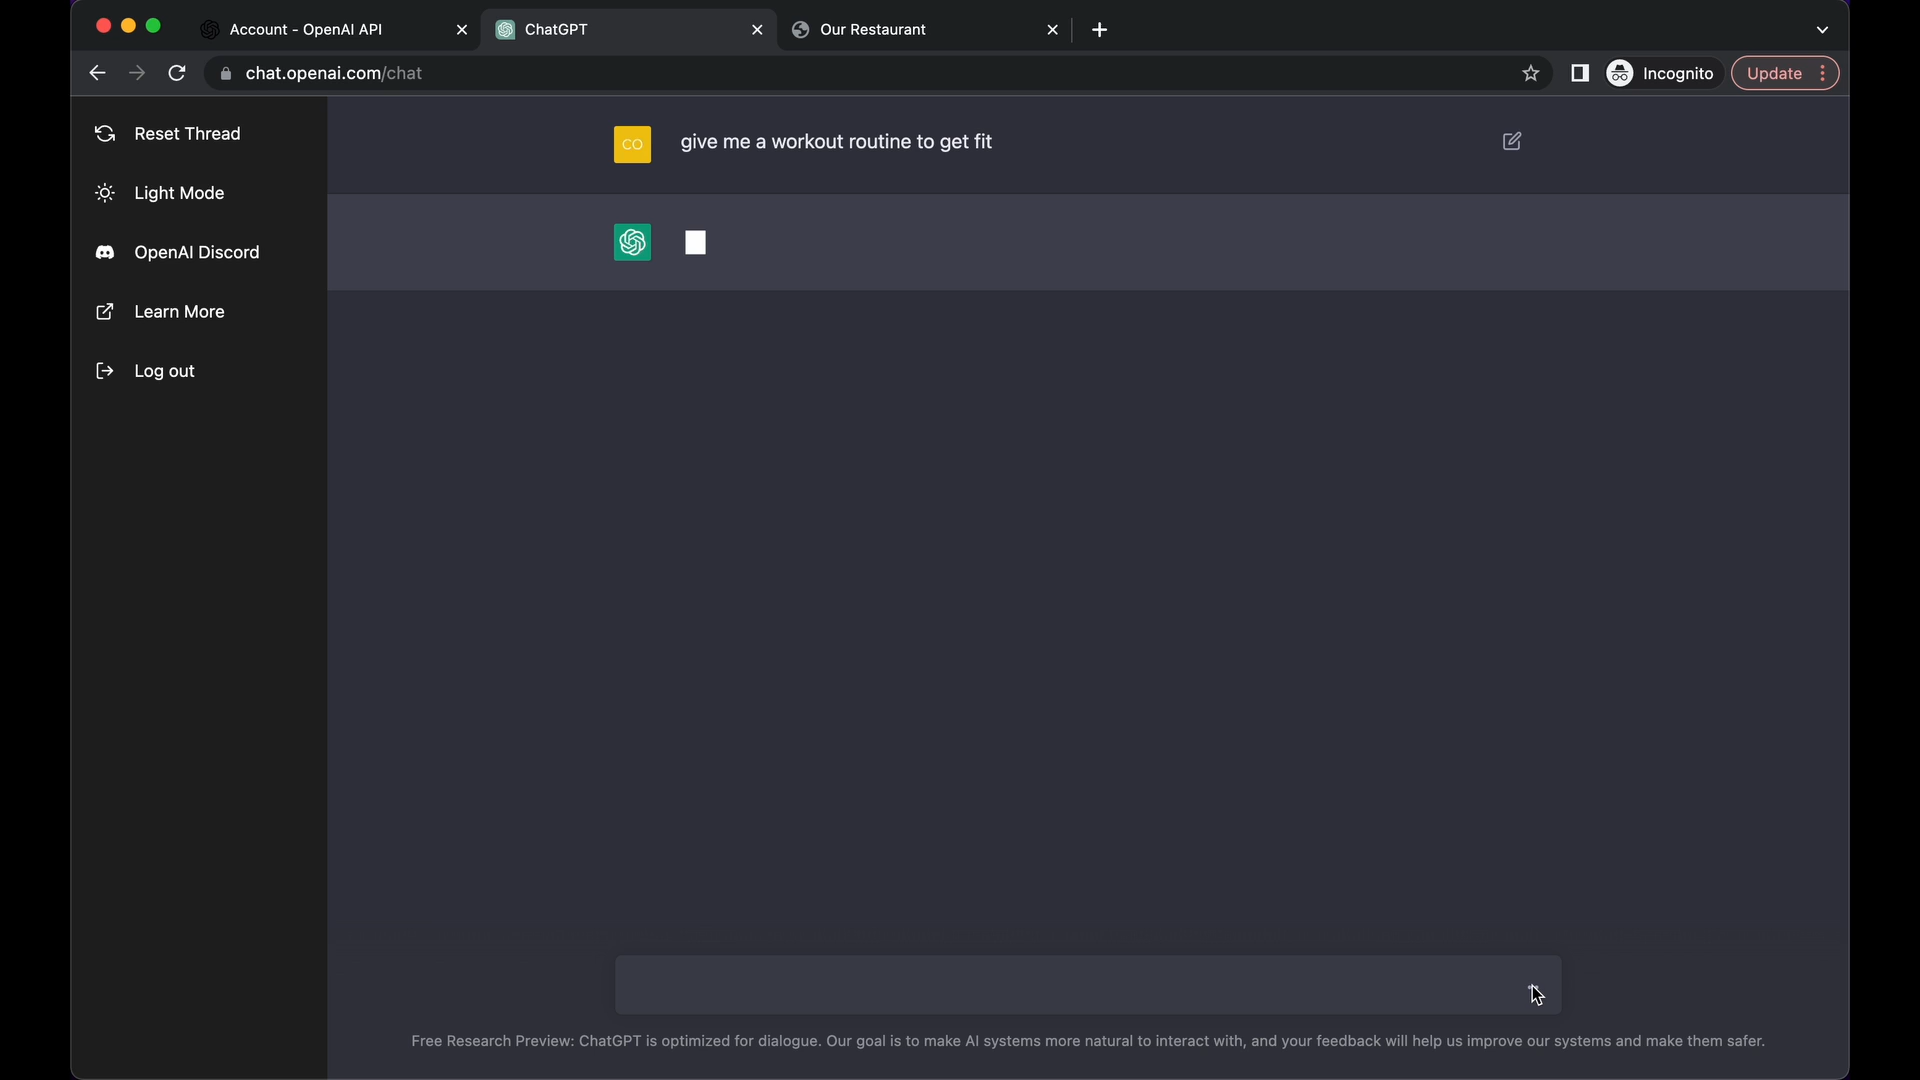 Account - OpenAI API
ChatGPT
Our Restaurant
chat.openai.com/chat
Incognito
Update
Reset Thread
Light Mode
OpenAI Discord
Learn More
Log out
CO
give me a workout routine to get fit
Free Research Preview: ChatGPT is optimized for dialogue. Our goal is to make AI systems more natural to interact with, and your feedback will help us improve our systems and make them safer.